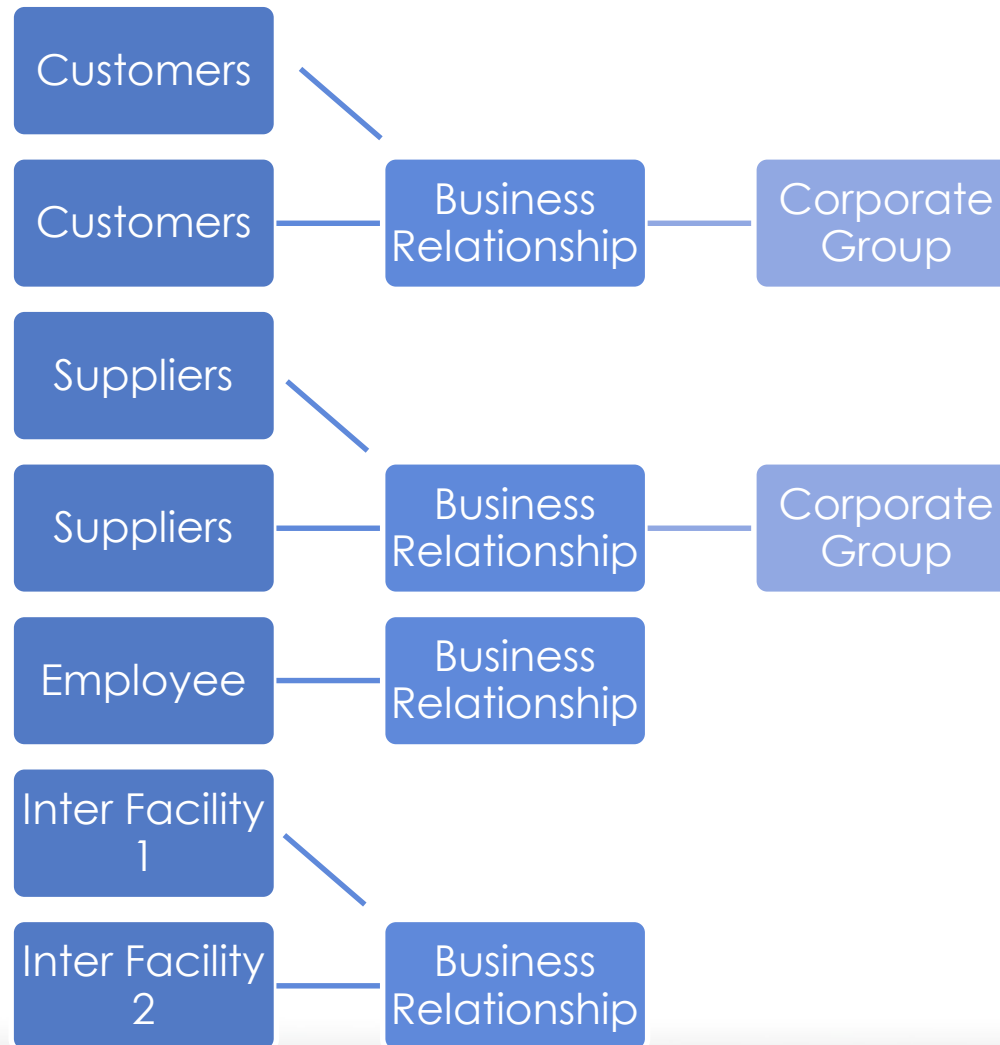 Customers
Customers
Business
Relationship
Corporate
Group
Suppliers
Suppliers
Business
Relationship
Corporate
Group
Employee
Business
Relationship
Inter Facility
1
Inter Facility
2
Business
Relationship